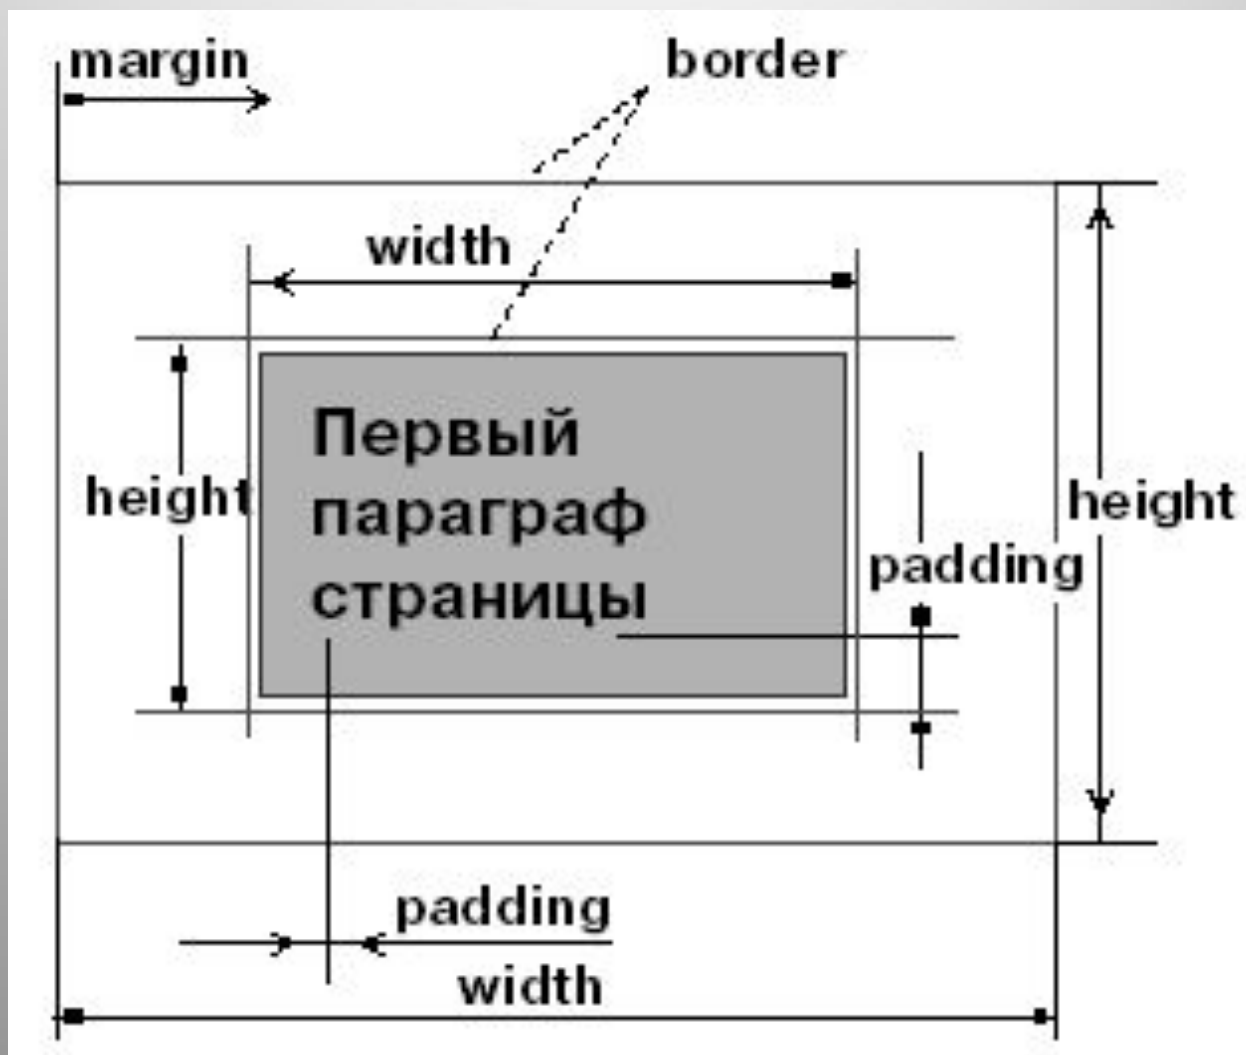 margin
border
width
Первый
параграф
страницы
height
height
padding
padding
width